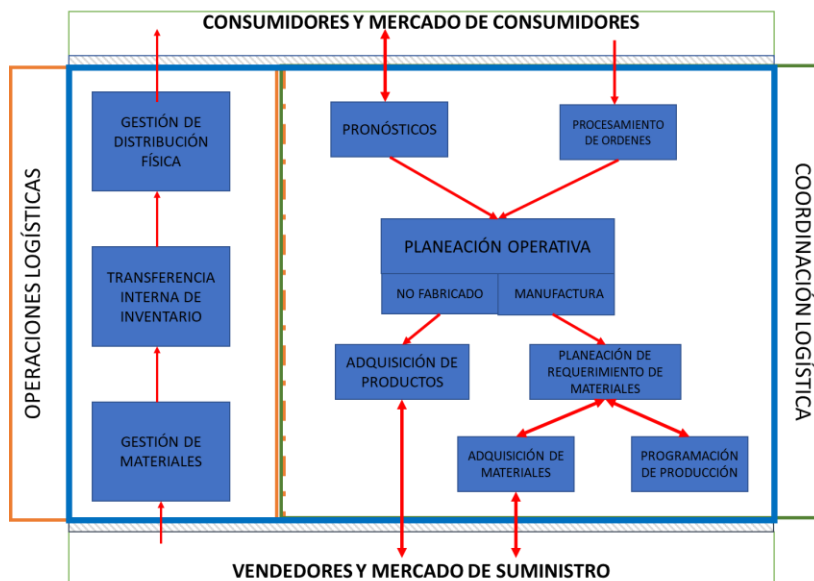 CONSUMIDORES Y MERCADO DE CONSUMIDORES
OPERACIONES LOGÍSTICAS
GESTIÓN DE
DISTRIBUCIÓN
FÍSICA
TRANSFERENCIA
INTERNA DE
INVENTARIO
GESTIÓN DE
MATERIALES
PRONÓSTICOS
PROCESAMIENTO
DE ORDENES
PLANEACIÓN OPERATIVA
NO FABRICADO
MANUFACTURA
ADQUISICIÓN DE
PRODUCTOS
PLANEACIÓN DE
REQUERIMIENTO DE
MATERIALES
ADQUISICIÓN DE
MATERIALES
PROGRAMACIÓN
DE PRODUCCIÓN
COORDINACIÓN LOGÍSTICA
VENDEDORES Y MERCADO DE SUMINISTRO